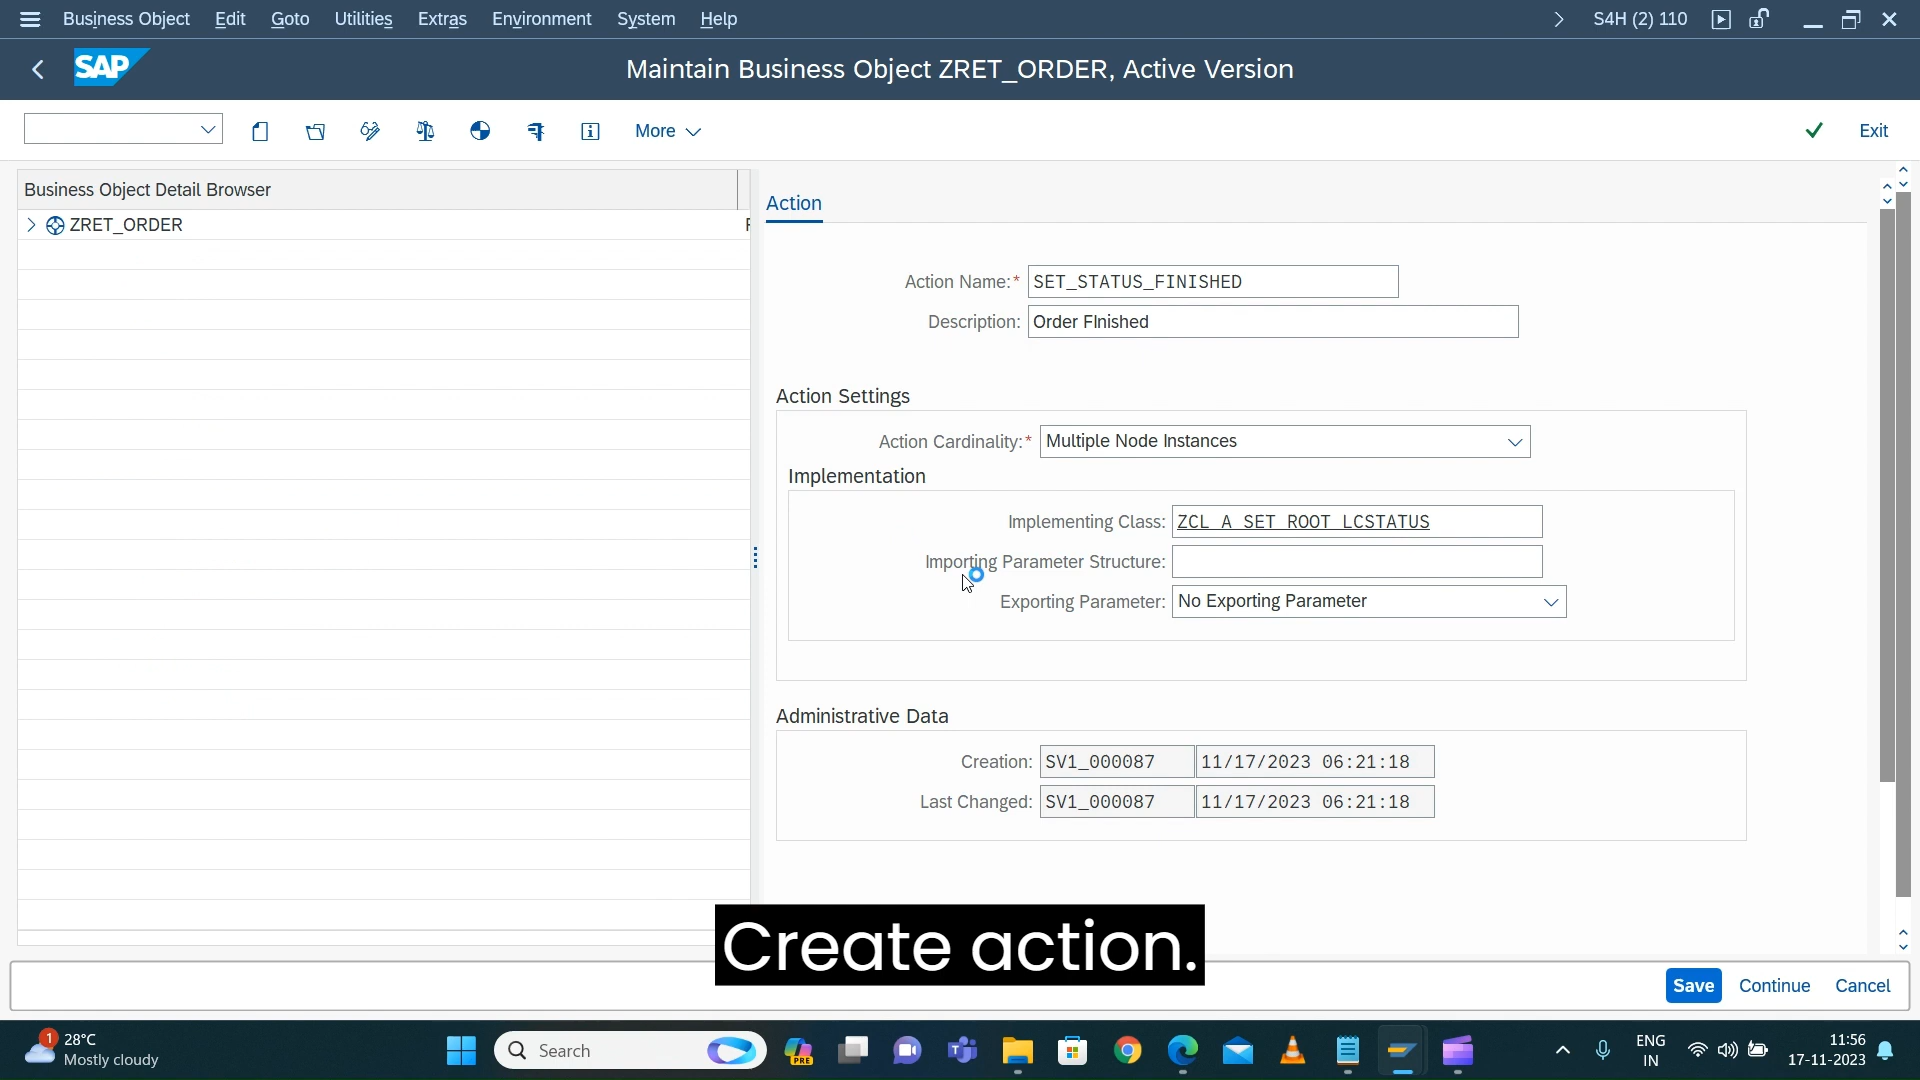 Business Object Edit Goto Utilities Extras Environment System Help S4H (2) 110
SAP Maintain Business Object ZRET_ORDER, Active Version
More Exit
Business Object Detail Browser
ZRET_ORDER
Action
Action Name:* SET_STATUS_FINISHED
Description: Order FInished
Action Settings
Action Cardinality:* Multiple Node Instances
Implementation
Implementing Class: ZCL_A_SET_ROOT_LCSTATUS
Importing Parameter Structure:
Exporting Parameter: No Exporting Parameter
Administrative Data
Creation: SV1_000087 11/17/2023 06:21:18
Last Changed: SV1_000087 11/17/2023 06:21:18
Create action.
Save Continue Cancel
1 28°C
Mostly cloudy
Search
PRE
ENG
IN
11:56
17-11-2023